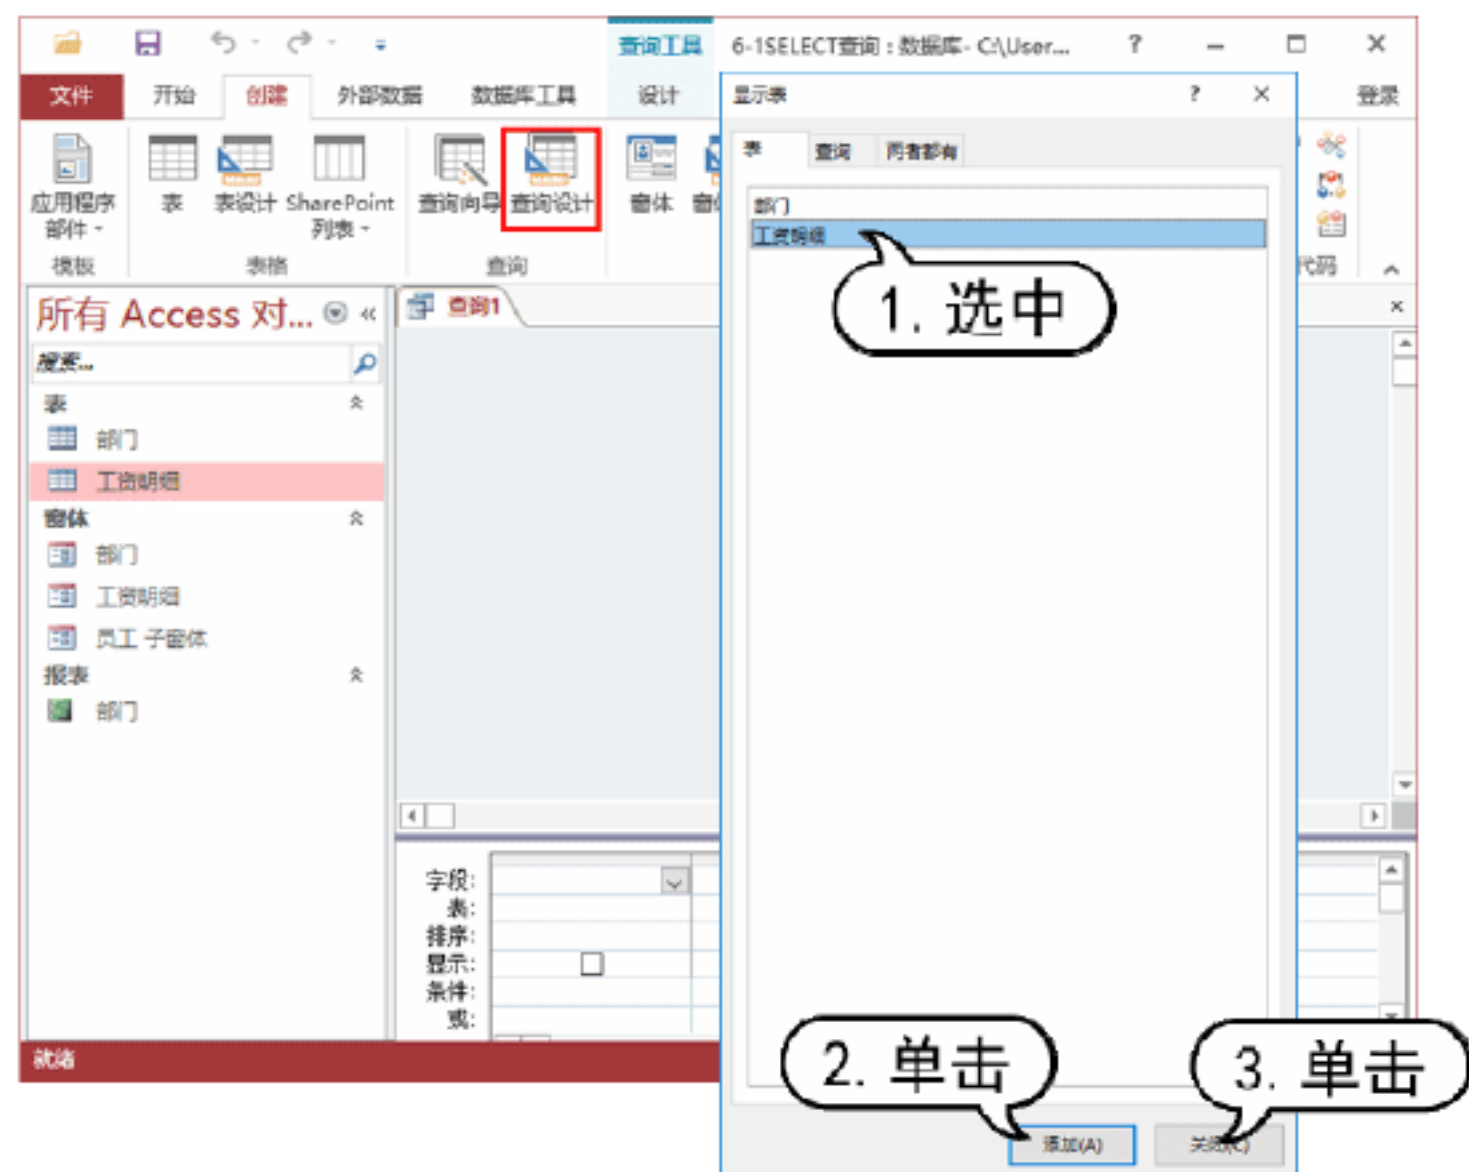 查询工具
6-1SELECT查询 : 数据库- C:\User...
?
文件
开始
创建
外部数据
数据库工具
设计
登录
应用程序
部件
表
表设计
SharePoint
列表
查询向导
查询设计
窗体
模板
表格
查询
代码
所有 Access 对...
查询1
搜索...
表
部门
工资明细
窗体
部门
工资明细
员工 子窗体
报表
部门
字段:
表:
排序:
显示:
条件:
或:
就绪
显示表
?
表
查询
两者都有
部门
工资明细
1. 选中
2. 单击
3. 单击
添加(A)
关闭(C)